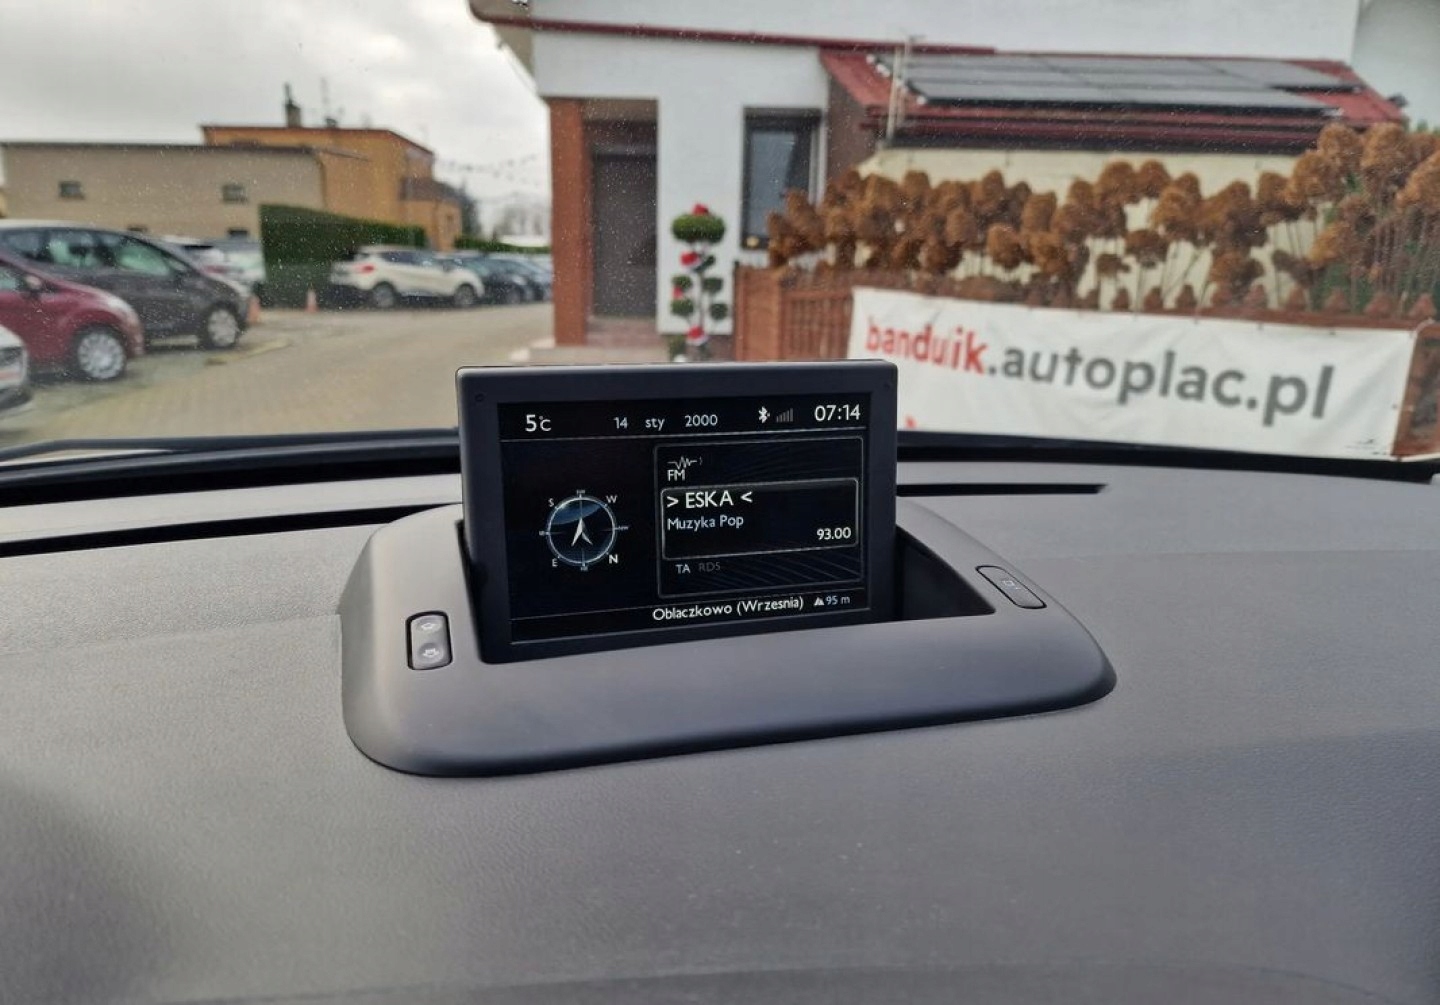 banduik.autoplac.pl
5°C 14 sty 2000 07:14
FM
> ESKA <
Muzyka Pop
93.00
TA RDS
S W
N
E
Oblaczkowo (Wrzesnia) 95 m